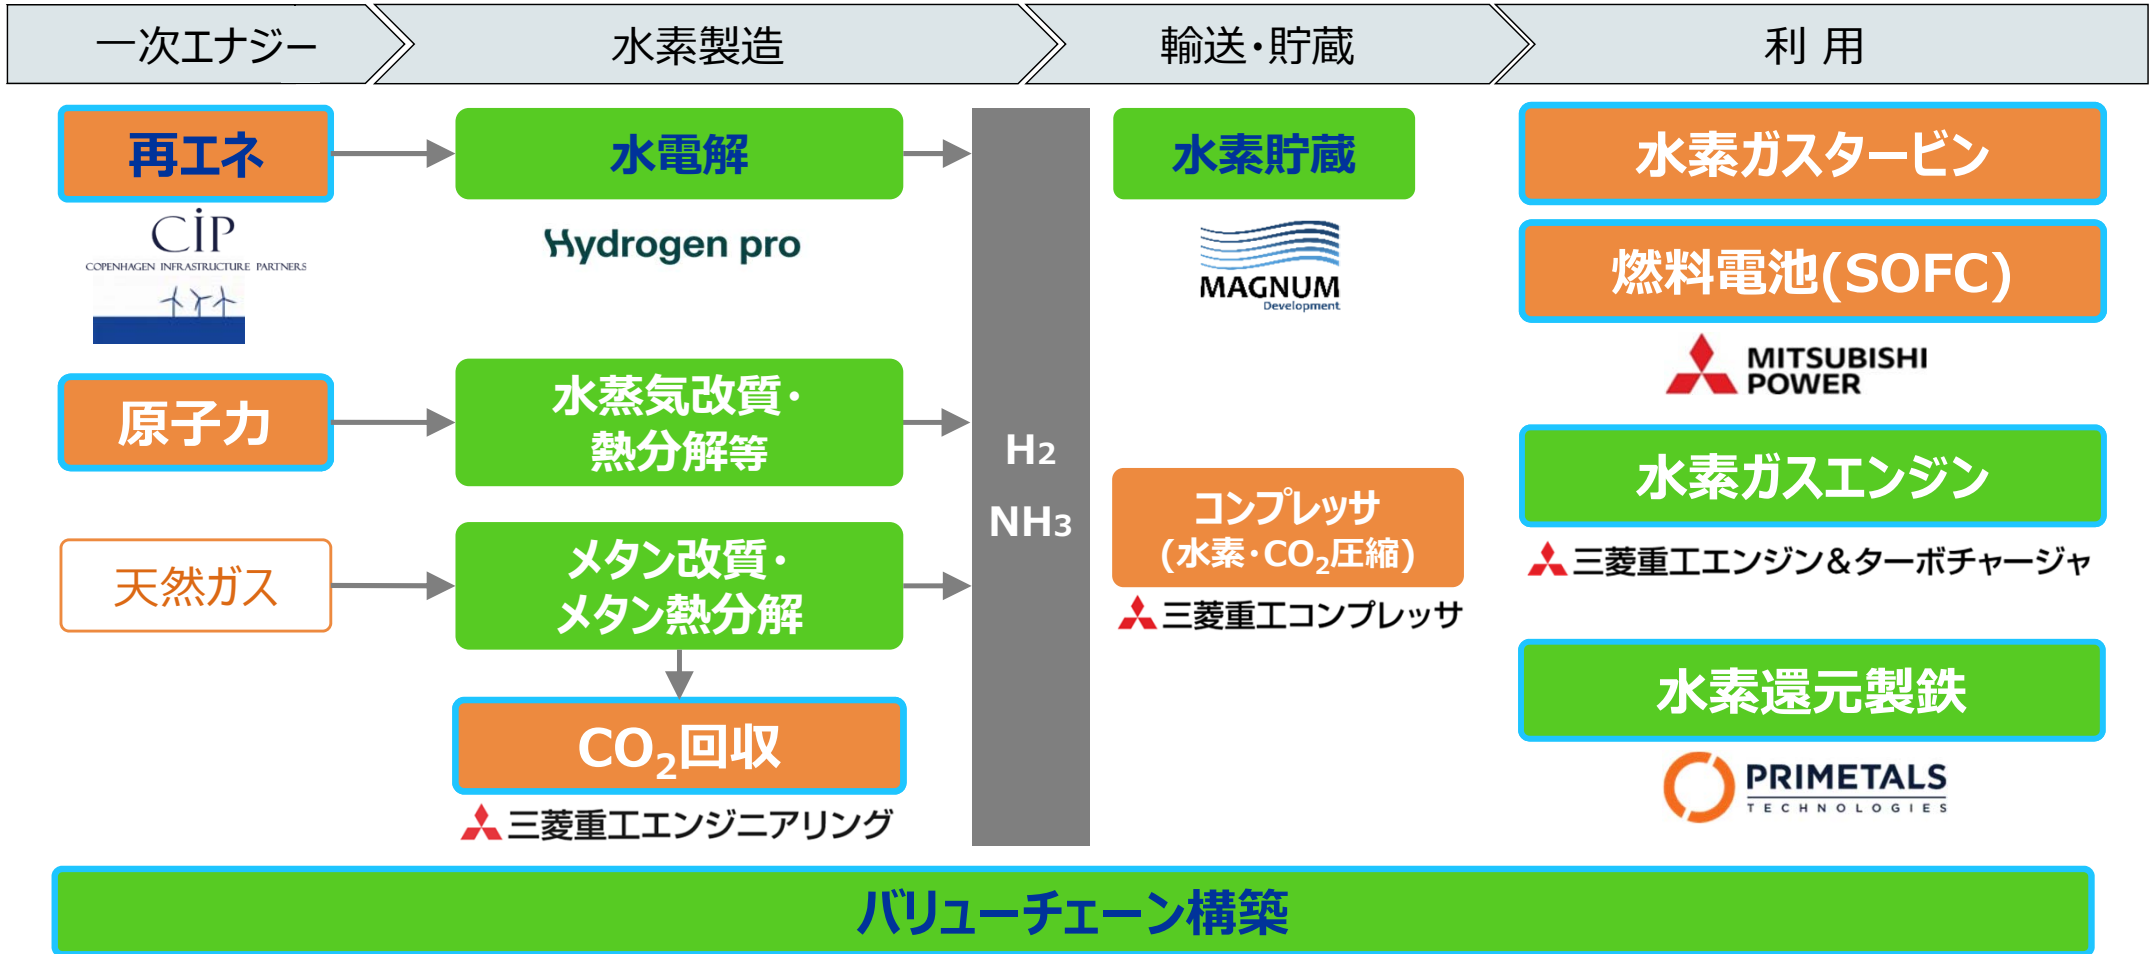 一次エナジー
水素製造
輸送・貯蔵
利 用
再エネ
CIP
COPENHAGEN INFRASTRUCTURE PARTNERS
水電解
Hydrogen pro
原子力
水蒸気改質・
熱分解等
天然ガス
メタン改質・
メタン熱分解
CO₂回収
三菱重工エンジニアリング
H2
NH3
水素貯蔵
MAGNUM
Development
コンプレッサ
(水素・CO₂圧縮)
三菱重工コンプレッサ
水素ガスタービン
燃料電池(SOFC)
MITSUBISHI
POWER
水素ガスエンジン
三菱重工エンジン&ターボチャージャ
水素還元製鉄
PRIMETALS
TECHNOLOGIES
バリューチェーン構築